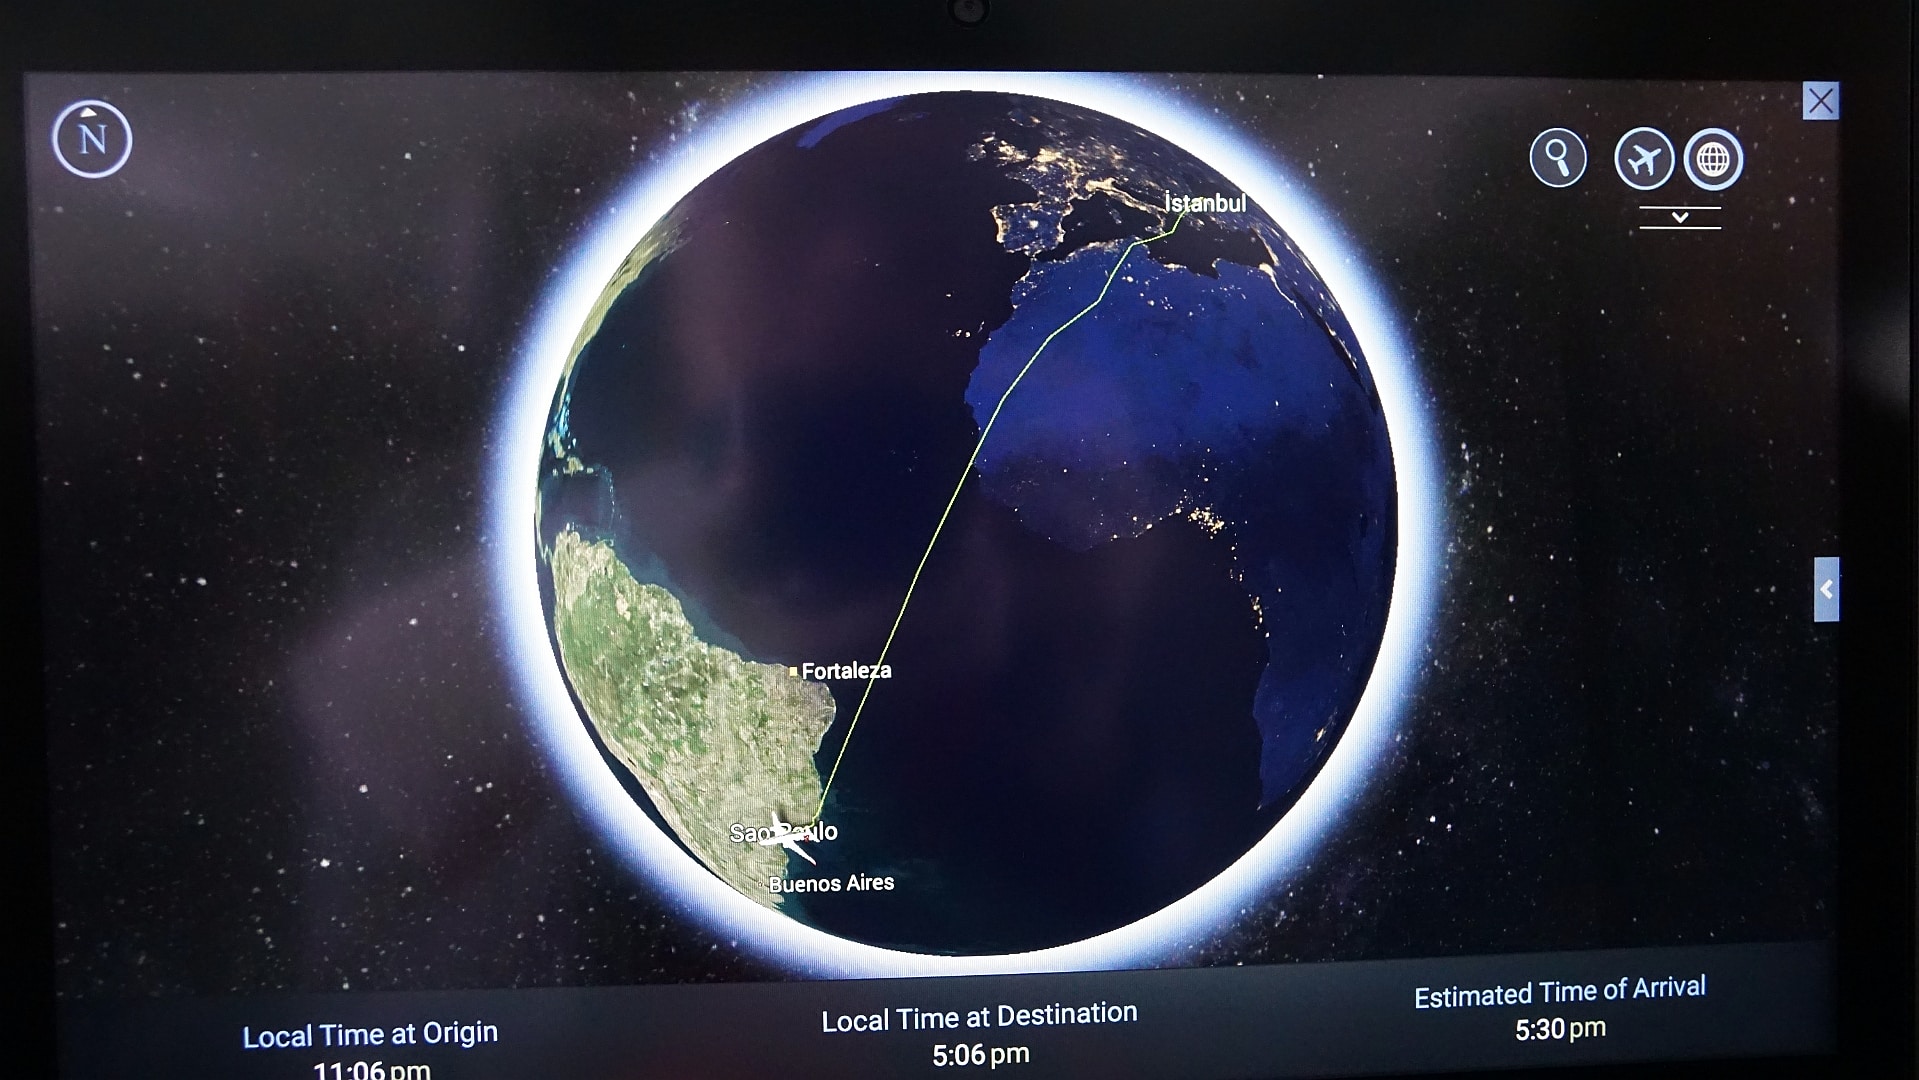 N
İstanbul
Fortaleza
Sao Paulo
Buenos Aires
Local Time at Origin
11:06 pm
Local Time at Destination
5:06 pm
Estimated Time of Arrival
5:30 pm